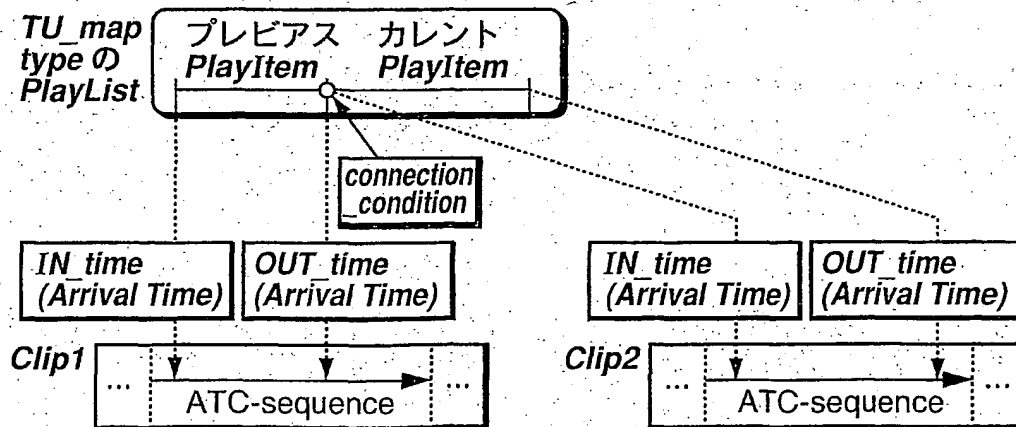 TU_map
type の
PlayList
プレビアス カレント
PlayItem PlayItem
connection
_condition
IN_time
(Arrival Time)
OUT_time
(Arrival Time)
IN_time
(Arrival Time)
OUT_time
(Arrival Time)
Clip1
... ATC-sequence ...
Clip2
... ATC-sequence ...